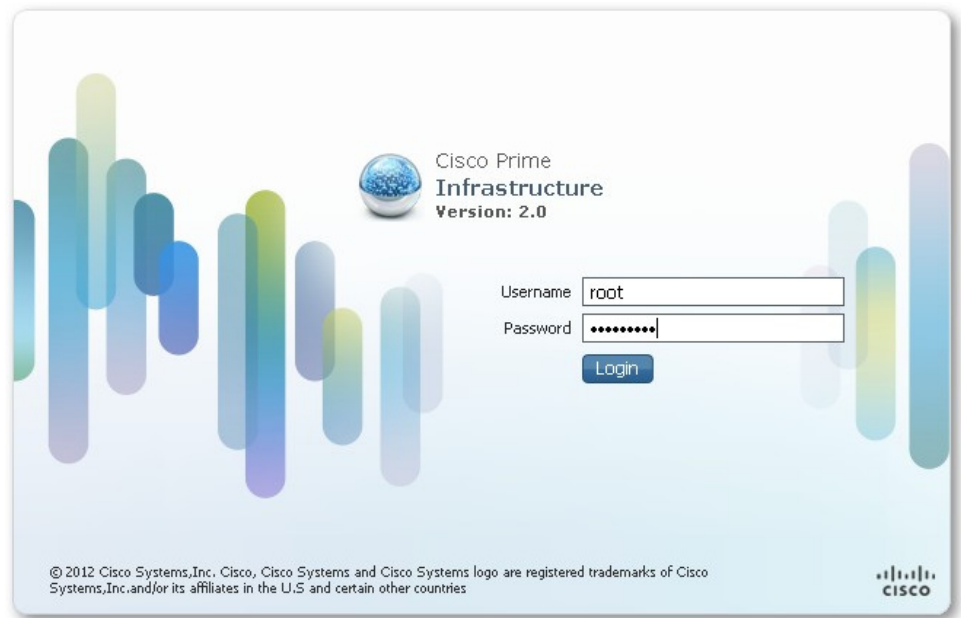 Cisco Prime
Infrastructure
Version: 2.0
Username root
Password •••••••••
Login
© 2012 Cisco Systems,Inc. Cisco, Cisco Systems and Cisco Systems logo are registered trademarks of Cisco
Systems,Inc.and/or its affiliates in the U.S and certain other countries
CISCO